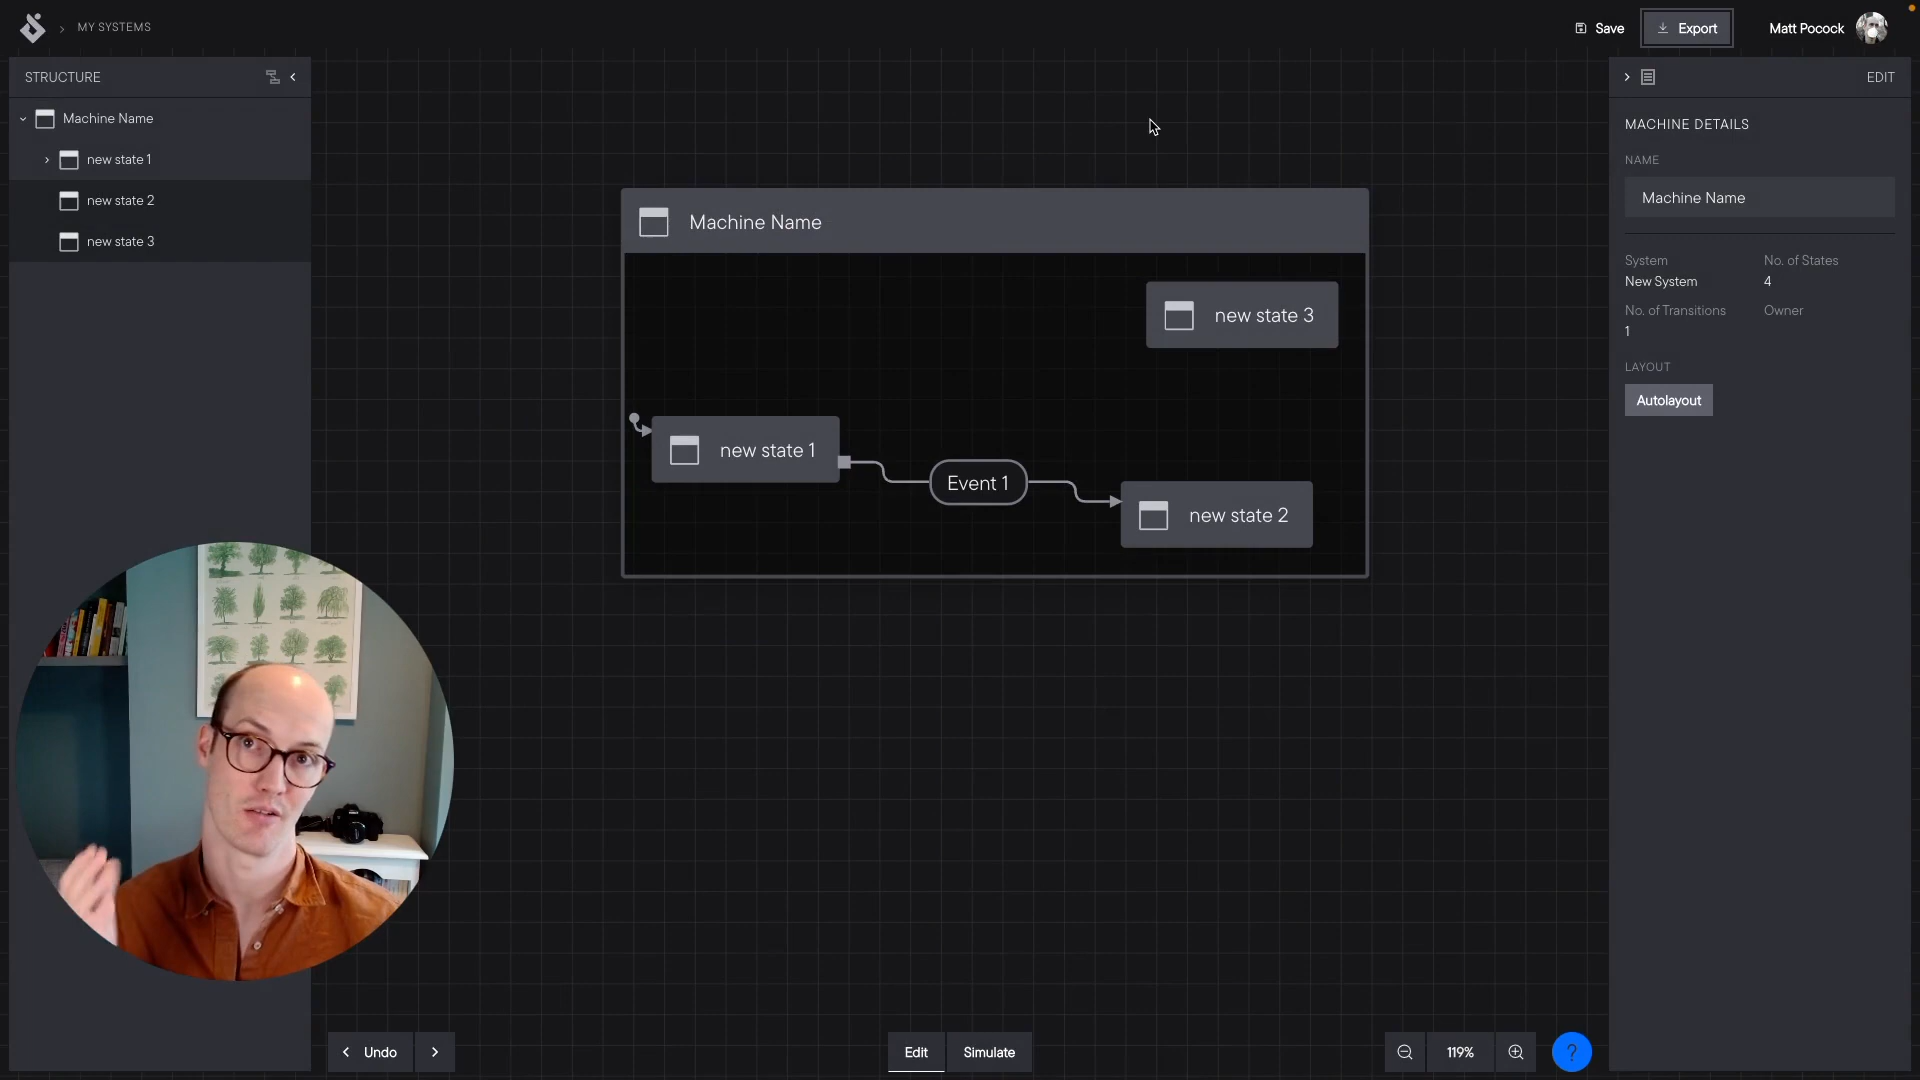 MY SYSTEMS
Save
Export
Matt Pocock
STRUCTURE
Machine Name
new state 1
new state 2
new state 3
Machine Name
new state 3
new state 1
Event 1
new state 2
EDIT
MACHINE DETAILS
NAME
Machine Name
System
No. of States
New System
4
No. of Transitions
Owner
1
LAYOUT
Autolayout
Undo
Edit
Simulate
119%
?